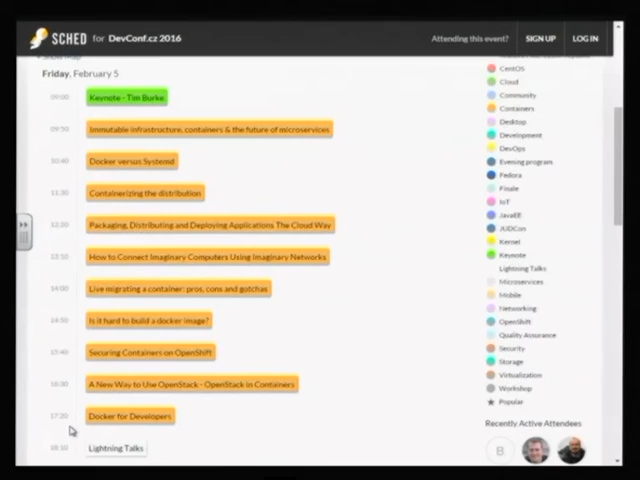 SCHED for DevConf.cz 2016
Attending this event? SIGN UP LOG IN
Friday, February 5
09:00 Keynote - Tim Burke
09:50 Immutable infrastructure, containers & the future of microservices
10:40 Docker versus Systemd
11:30 Containerizing the distribution
12:20 Packaging, Distributing and Deploying Applications The Cloud Way
13:10 How to Connect Imaginary Computers Using Imaginary Networks
14:00 Live migrating a container: pros, cons and gotchas
14:50 Is it hard to build a docker image?
15:40 Securing Containers on OpenShift
16:30 A New Way to Use OpenStack - OpenStack in Containers
17:20 Docker for Developers
18:10 Lightning Talks
CentOS
Cloud
Community
Containers
Desktop
Development
DevOps
Evening program
Fedora
Finale
IoT
JavaEE
JUDCon
Kernel
Keynote
Lightning Talks
Microservices
Mobile
Networking
OpenShift
Quality Assurance
Security
Storage
Virtualization
Workshop
Popular
Recently Active Attendees
B